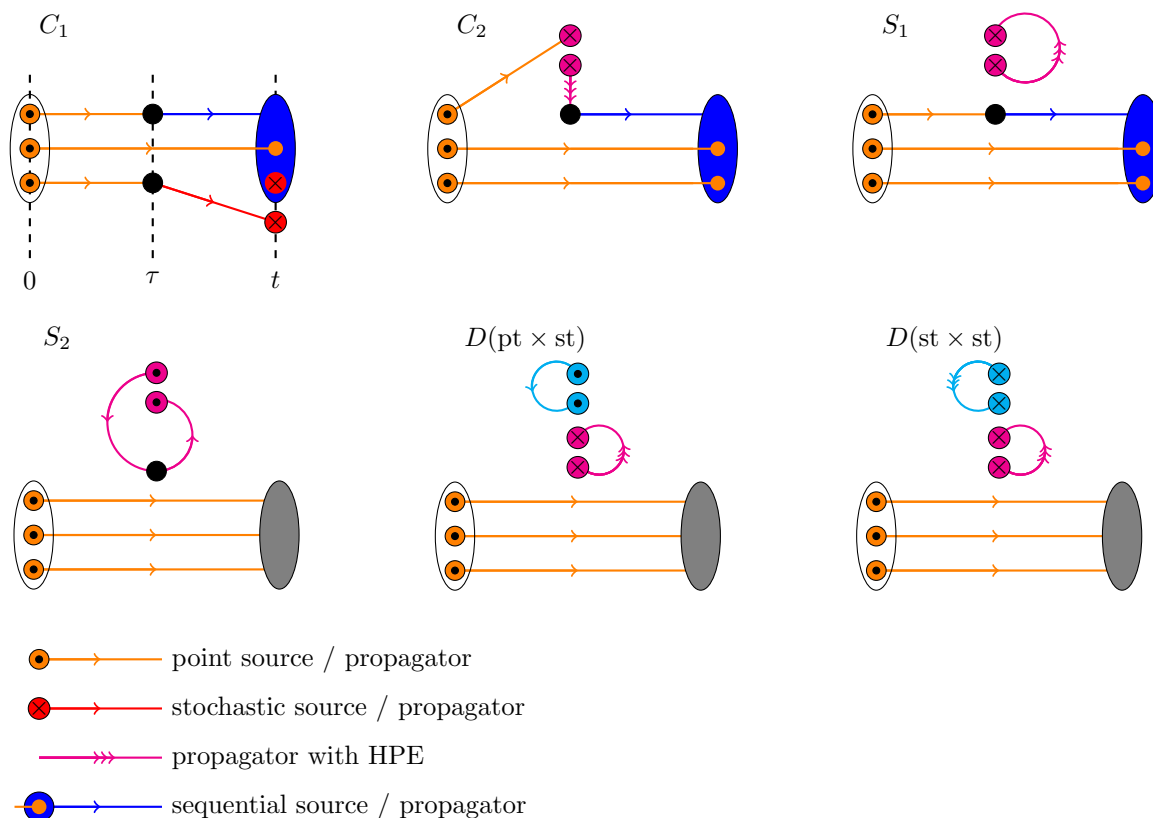 C₁
C₂
S₁
0
τ
t
S₂
D(pt × st)
D(st × st)
point source / propagator
stochastic source / propagator
propagator with HPE
sequential source / propagator